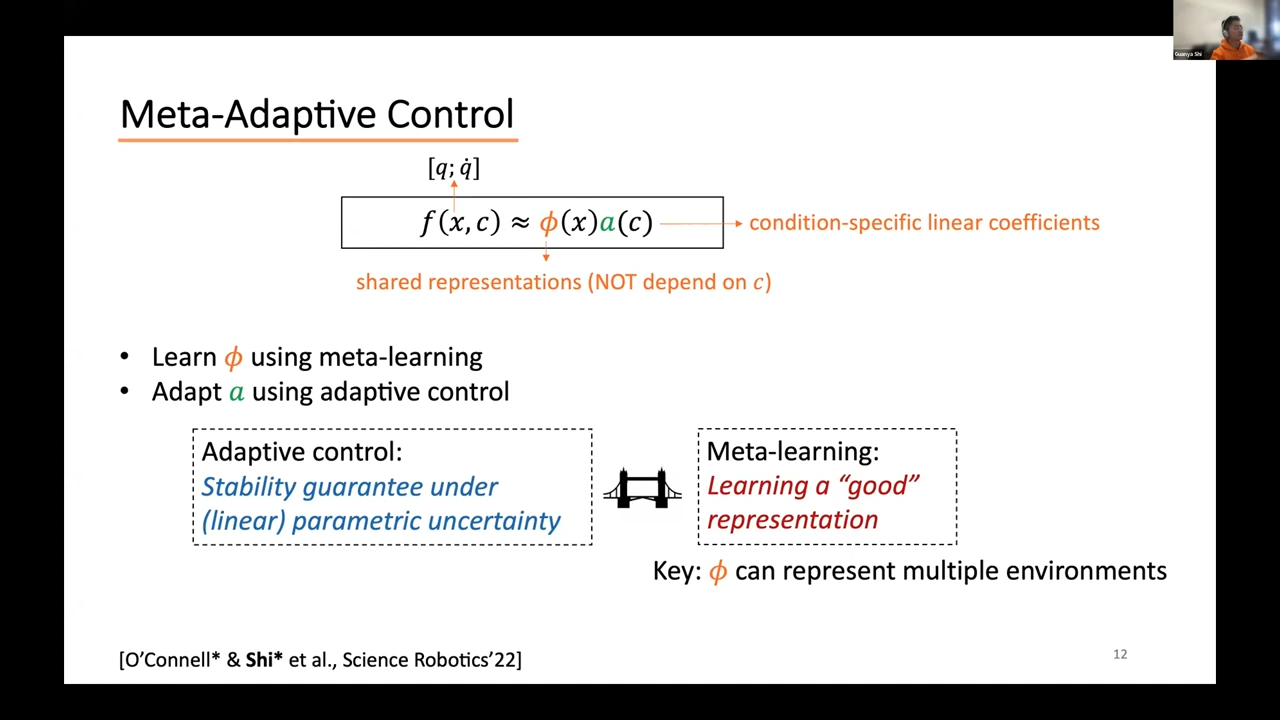 Guanya Shi
Meta-Adaptive Control
[q; q̇]
f(x, c) ≈ ϕ(x)a(c)
condition-specific linear coefficients
shared representations (NOT depend on c)
• Learn ϕ using meta-learning
• Adapt a using adaptive control
Adaptive control:
Stability guarantee under
(linear) parametric uncertainty
Meta-learning:
Learning a “good”
representation
Key: ϕ can represent multiple environments
[O’Connell* & Shi* et al., Science Robotics’22]
12